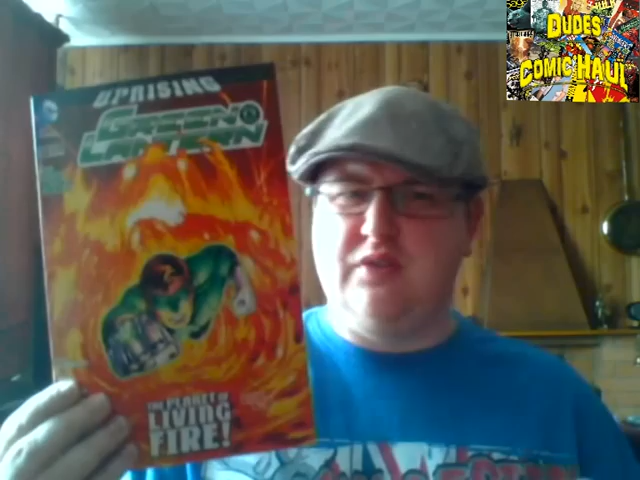 DUDES
COMIC HAUL
UPRISING
GREEN
LANTERN
THE PLANET OF
LIVING
FIRE!